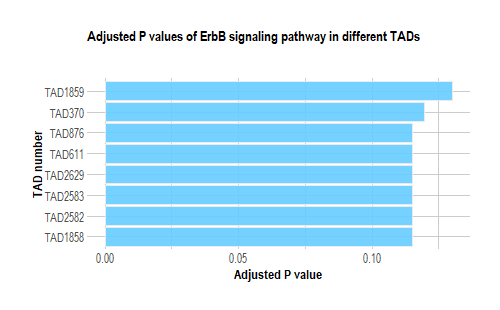 Adjusted P values of ErbB signaling pathway in different TADs
TAD number
TAD1859
TAD370
TAD876
TAD611
TAD2629
TAD2583
TAD2582
TAD1858
0.00 0.05 0.10
Adjusted P value